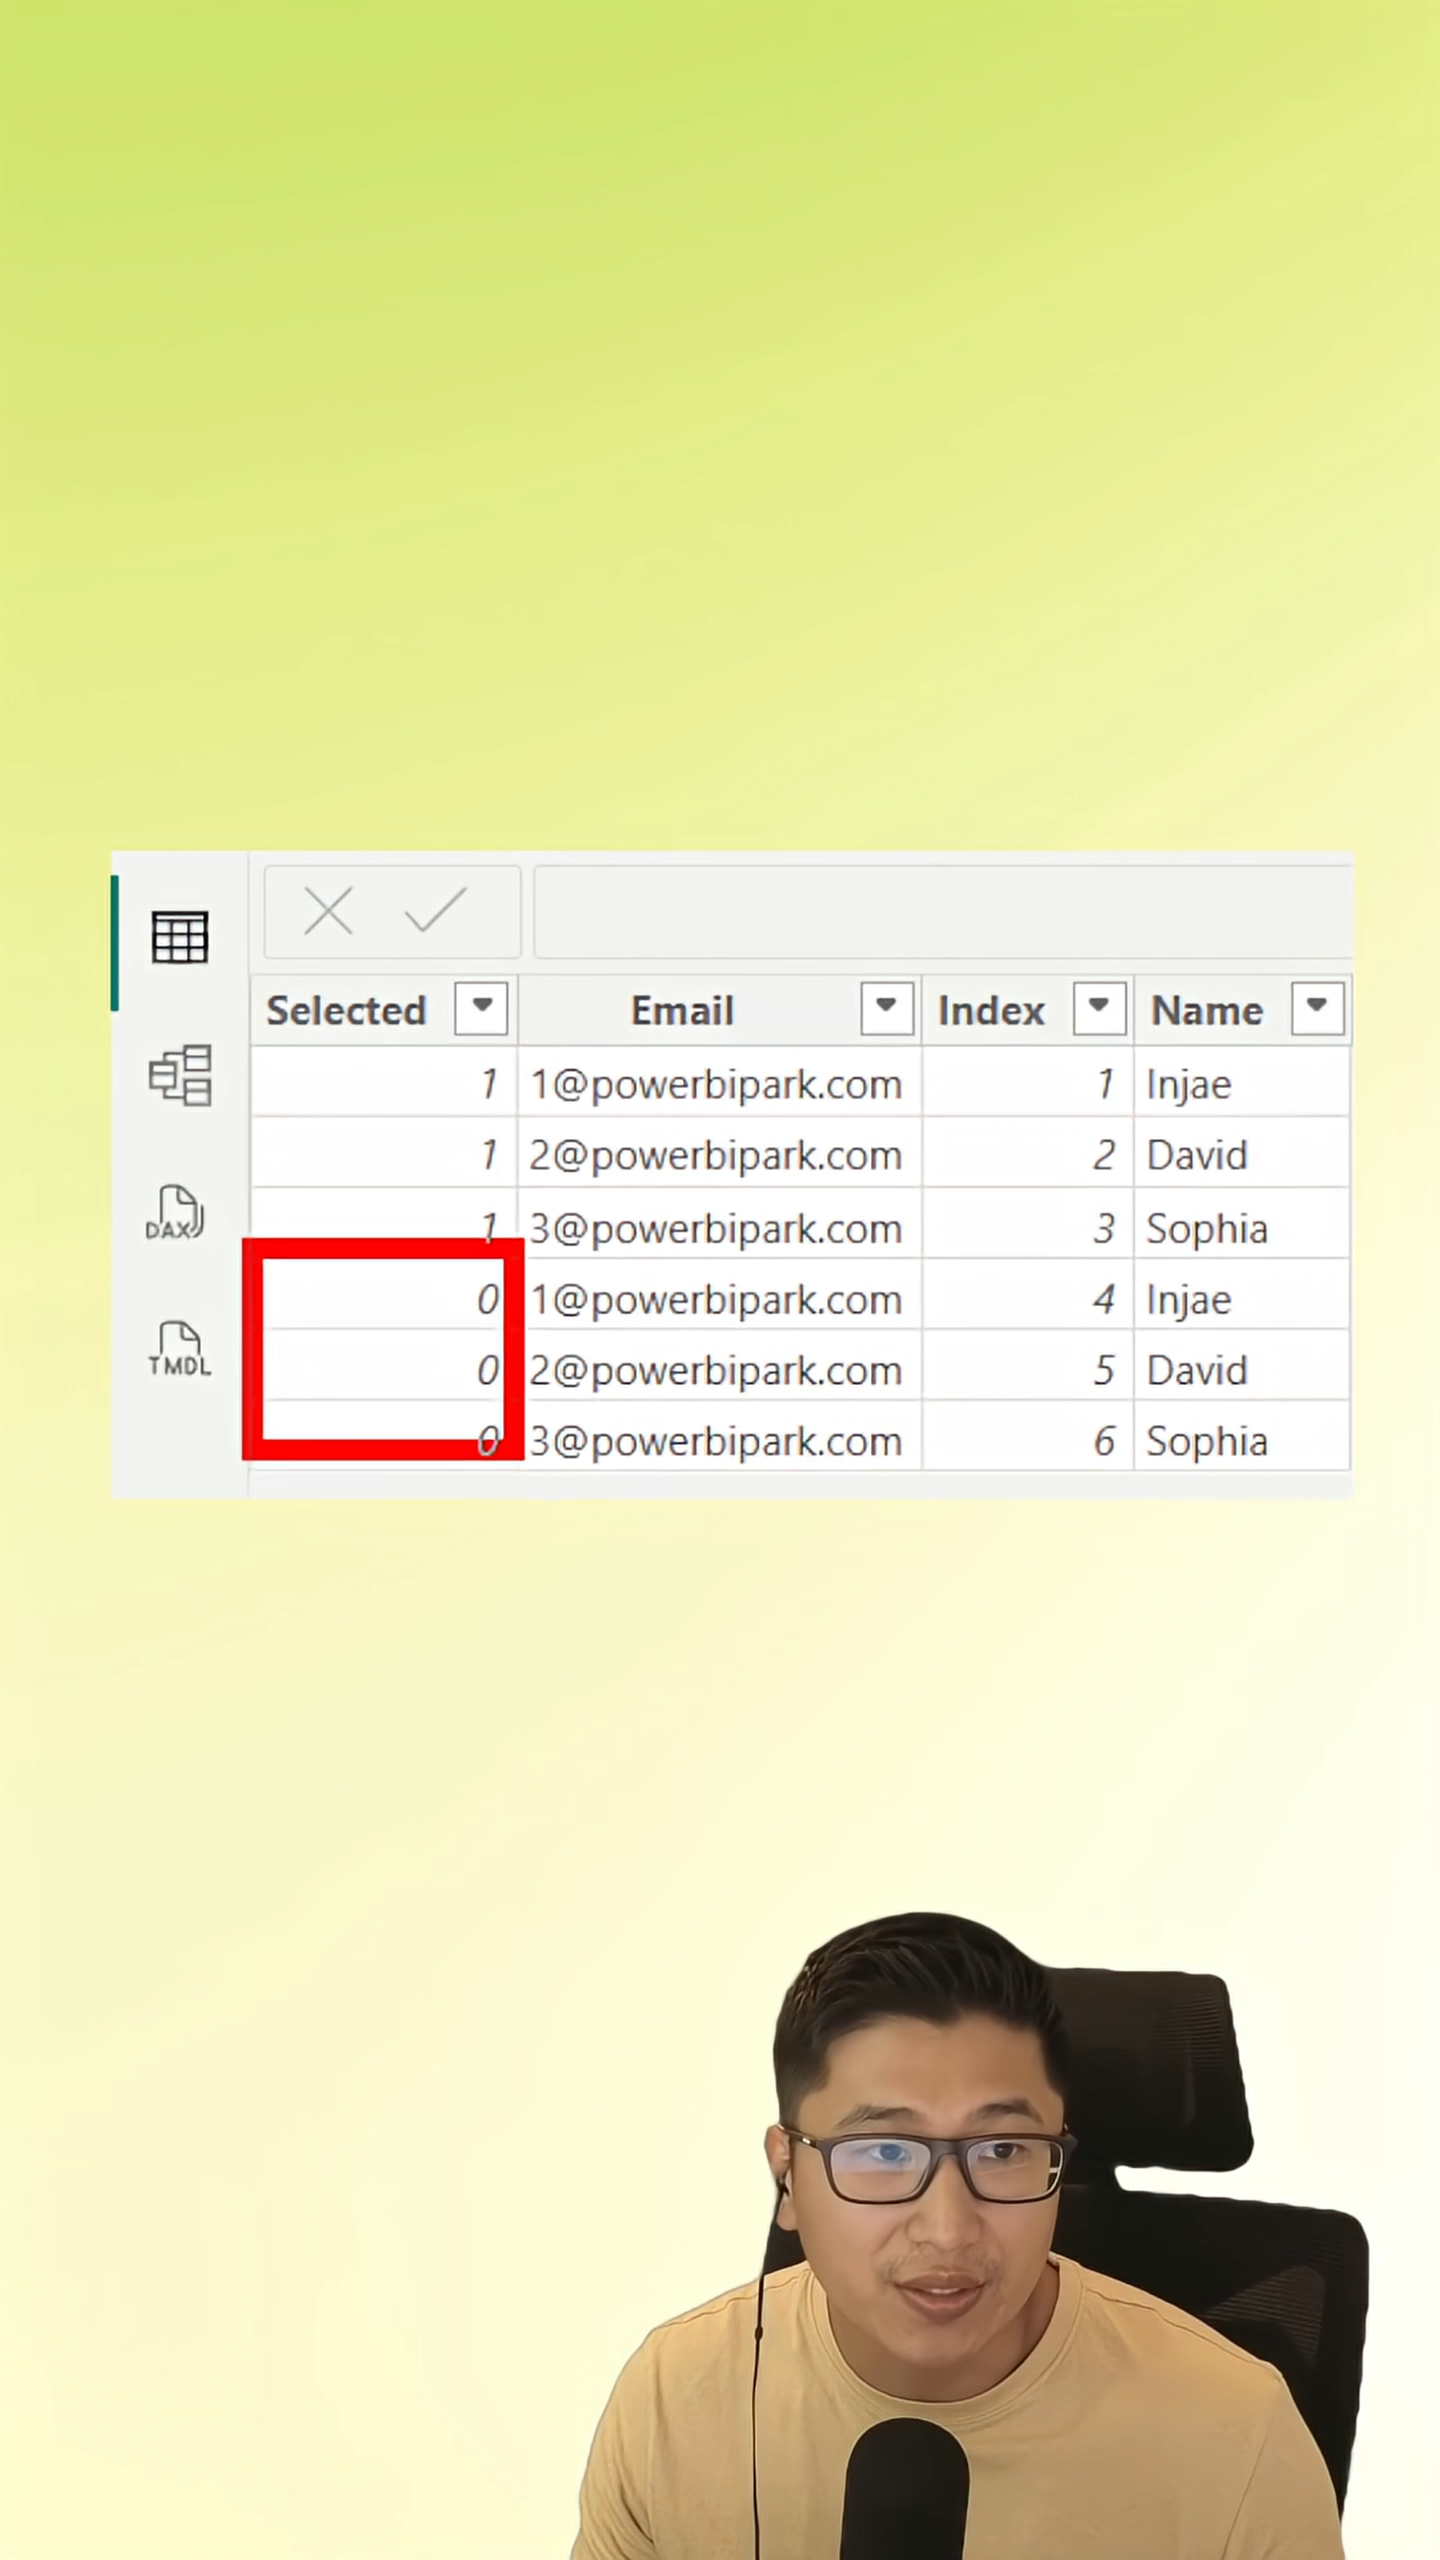 Selected Email Index Name
1 1@powerbipark.com 1 Injae
1 2@powerbipark.com 2 David
DAX 1 3@powerbipark.com 3 Sophia
0 1@powerbipark.com 4 Injae
TMDL 0 2@powerbipark.com 5 David
0 3@powerbipark.com 6 Sophia